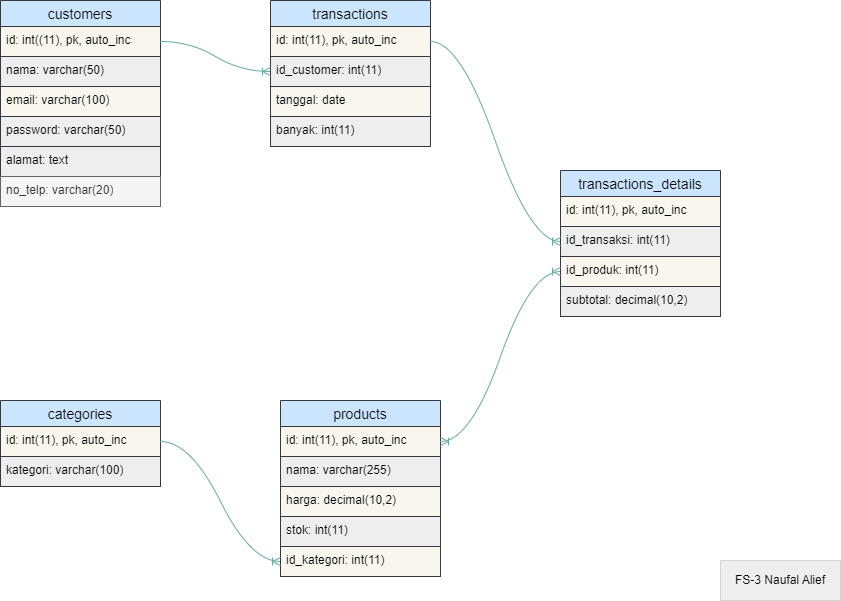 customers
id: int((11), pk, auto_inc
nama: varchar(50)
email: varchar(100)
password: varchar(50)
alamat: text
no_telp: varchar(20)
transactions
id: int(11), pk, auto_inc
id_customer: int(11)
tanggal: date
banyak: int(11)
transactions_details
id: int(11), pk, auto_inc
id_transaksi: int(11)
id_produk: int(11)
subtotal: decimal(10,2)
categories
id: int(11), pk, auto_inc
kategori: varchar(100)
products
id: int(11), pk, auto_inc
nama: varchar(255)
harga: decimal(10,2)
stok: int(11)
id_kategori: int(11)
FS-3 Naufal Alief